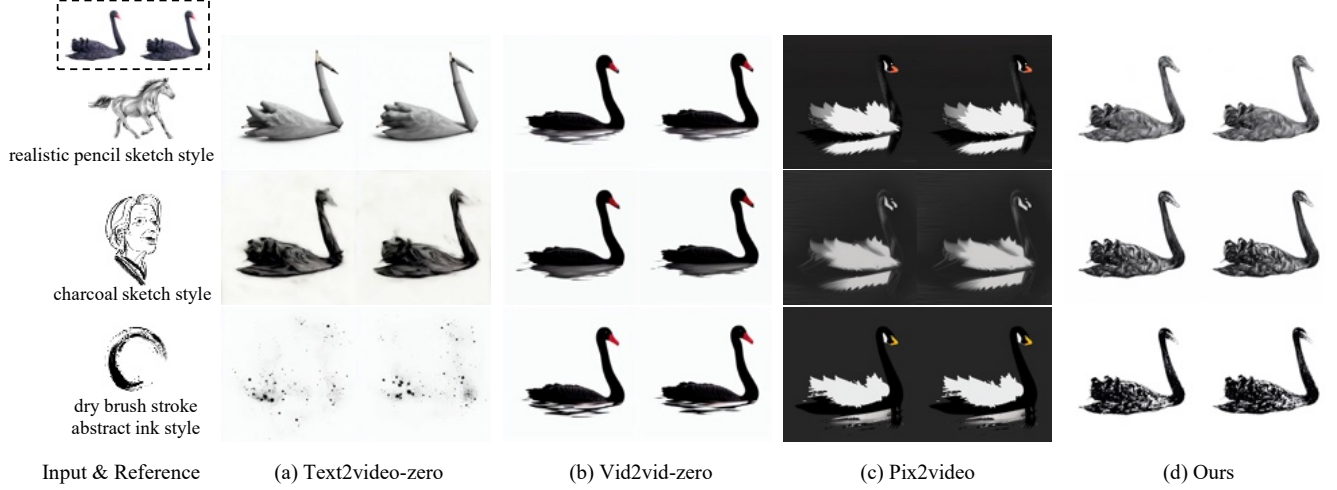 realistic pencil sketch style
charcoal sketch style
dry brush stroke
abstract ink style
Input & Reference
(a) Text2video-zero
(b) Vid2vid-zero
(c) Pix2video
(d) Ours